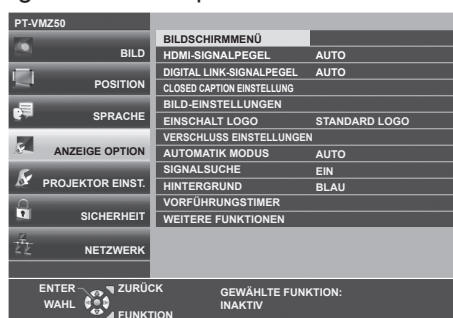 PT-VMZ50
BILD
POSITION
SPRACHE
ANZEIGE OPTION
PROJEKTOR EINST.
SICHERHEIT
NETZWERK
BILDSCHIRMMENÜ
HDMI-SIGNALPEGEL AUTO
DIGITAL LINK-SIGNALPEGEL AUTO
CLOSED CAPTION EINSTELLUNG
BILD-EINSTELLUNGEN
EINSCHALT LOGO STANDARD LOGO
VERSCHLUSS EINSTELLUNGEN
AUTOMATIK MODUS AUTO
SIGNALSUCHE EIN
HINTERGRUND BLAU
VORFÜHRUNGSTIMER
WEITERE FUNKTIONEN
ENTER ZURÜCK
WAHL
FUNKTION
GEWÄHLTE FUNKTION:
INAKTIV